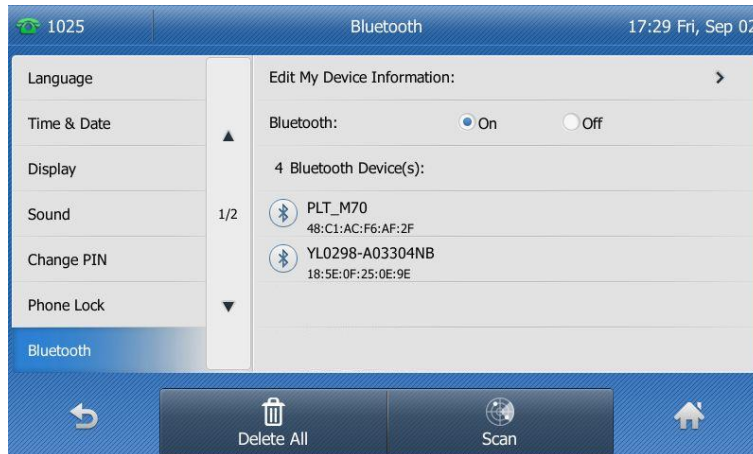 1025
Bluetooth
17:29 Fri, Sep 02
Language
Time & Date
Display
Sound
Change PIN
Phone Lock
Bluetooth
1/2
Edit My Device Information:
Bluetooth: On Off
4 Bluetooth Device(s):
PLT_M70
48:C1:AC:F6:AF:2F
YL0298-A03304NB
18:5E:0F:25:0E:9E
Delete All
Scan